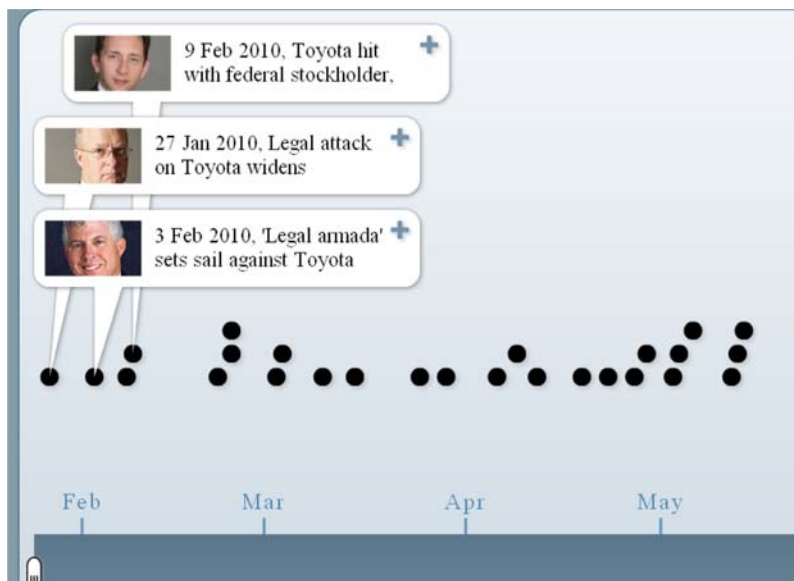 9 Feb 2010, Toyota hit
with federal stockholder,
27 Jan 2010, Legal attack
on Toyota widens
3 Feb 2010, 'Legal armada'
sets sail against Toyota
Feb
Mar
Apr
May